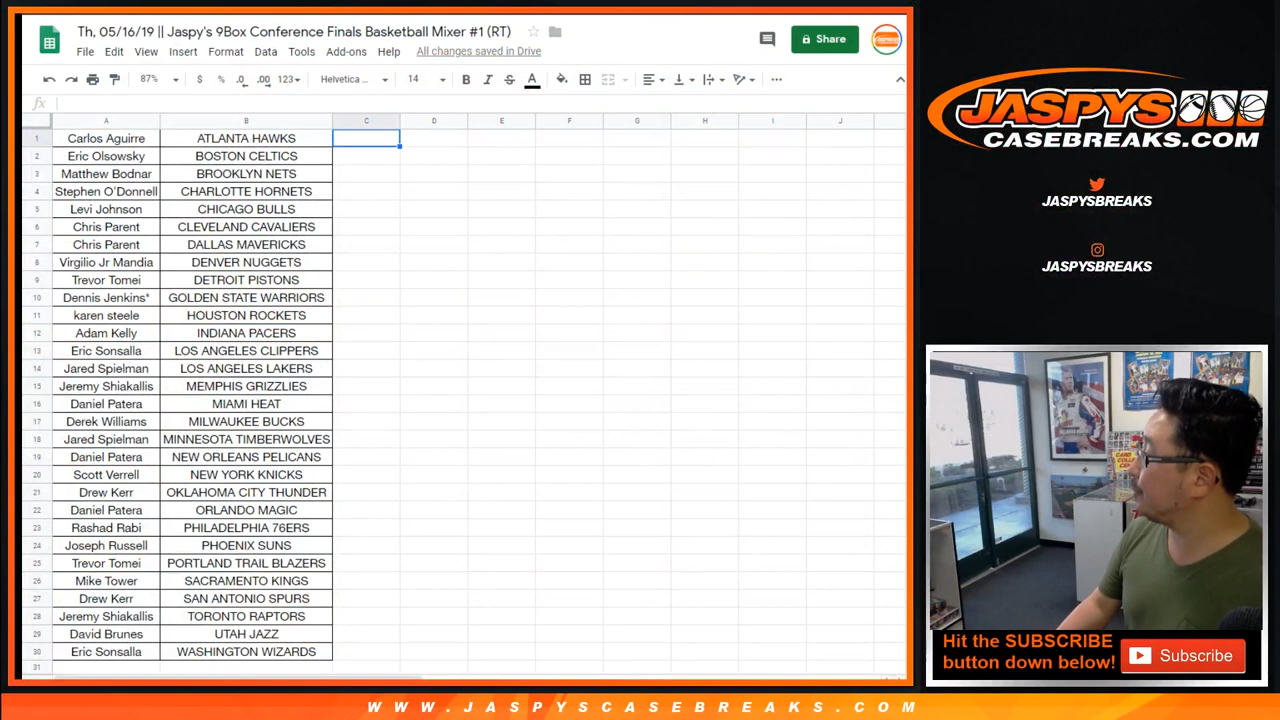 Th, 05/16/19 || Jaspy's 9Box Conference Finals Basketball Mixer #1 (RT)
File Edit View Insert Format Data Tools Add-ons Help All changes saved in Drive
Share
87% $ % .0 .00 123 Helvetica ... 14 B I S A
fx
A B C D E F G H I J
1 Carlos Aguirre ATLANTA HAWKS
2 Eric Olsowsky BOSTON CELTICS
3 Matthew Bodnar BROOKLYN NETS
4 Stephen O'Donnell CHARLOTTE HORNETS
5 Levi Johnson CHICAGO BULLS
6 Chris Parent CLEVELAND CAVALIERS
7 Chris Parent DALLAS MAVERICKS
8 Virgilio Jr Mandia DENVER NUGGETS
9 Trevor Tomei DETROIT PISTONS
10 Dennis Jenkins* GOLDEN STATE WARRIORS
11 karen steele HOUSTON ROCKETS
12 Adam Kelly INDIANA PACERS
13 Eric Sonsalla LOS ANGELES CLIPPERS
14 Jared Spielman LOS ANGELES LAKERS
15 Jeremy Shiakallis MEMPHIS GRIZZLIES
16 Daniel Patera MIAMI HEAT
17 Derek Williams MILWAUKEE BUCKS
18 Jared Spielman MINNESOTA TIMBERWOLVES
19 Daniel Patera NEW ORLEANS PELICANS
20 Scott Verrell NEW YORK KNICKS
21 Drew Kerr OKLAHOMA CITY THUNDER
22 Daniel Patera ORLANDO MAGIC
23 Rashad Rabi PHILADELPHIA 76ERS
24 Joseph Russell PHOENIX SUNS
25 Trevor Tomei PORTLAND TRAIL BLAZERS
26 Mike Tower SACRAMENTO KINGS
27 Drew Kerr SAN ANTONIO SPURS
28 Jeremy Shiakallis TORONTO RAPTORS
29 David Brunes UTAH JAZZ
30 Eric Sonsalla WASHINGTON WIZARDS
31
JASPYS
CASEBREAKS.COM
JASPYSBREAKS
JASPYSBREAKS
Hit the SUBSCRIBE
button down below!
Subscribe
WWW.JASPYSCASEBREAKS.COM